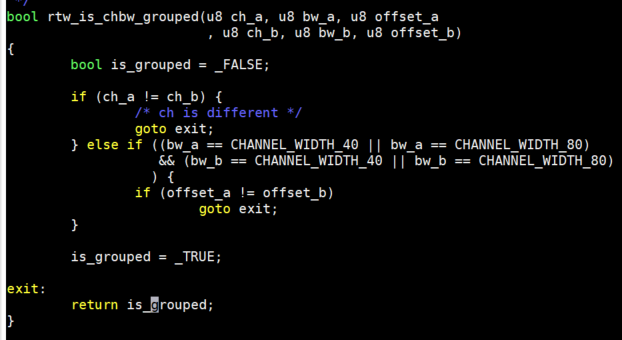 */
bool rtw_is_chbw_grouped(u8 ch_a, u8 bw_a, u8 offset_a
                         , u8 ch_b, u8 bw_b, u8 offset_b)
{
        bool is_grouped = _FALSE;

        if (ch_a != ch_b) {
                /* ch is different */
                goto exit;
        } else if ((bw_a == CHANNEL_WIDTH_40 || bw_a == CHANNEL_WIDTH_80)
                   && (bw_b == CHANNEL_WIDTH_40 || bw_b == CHANNEL_WIDTH_80)
                  ) {
                if (offset_a != offset_b)
                        goto exit;
        }

        is_grouped = _TRUE;

exit:
        return is_grouped;
}